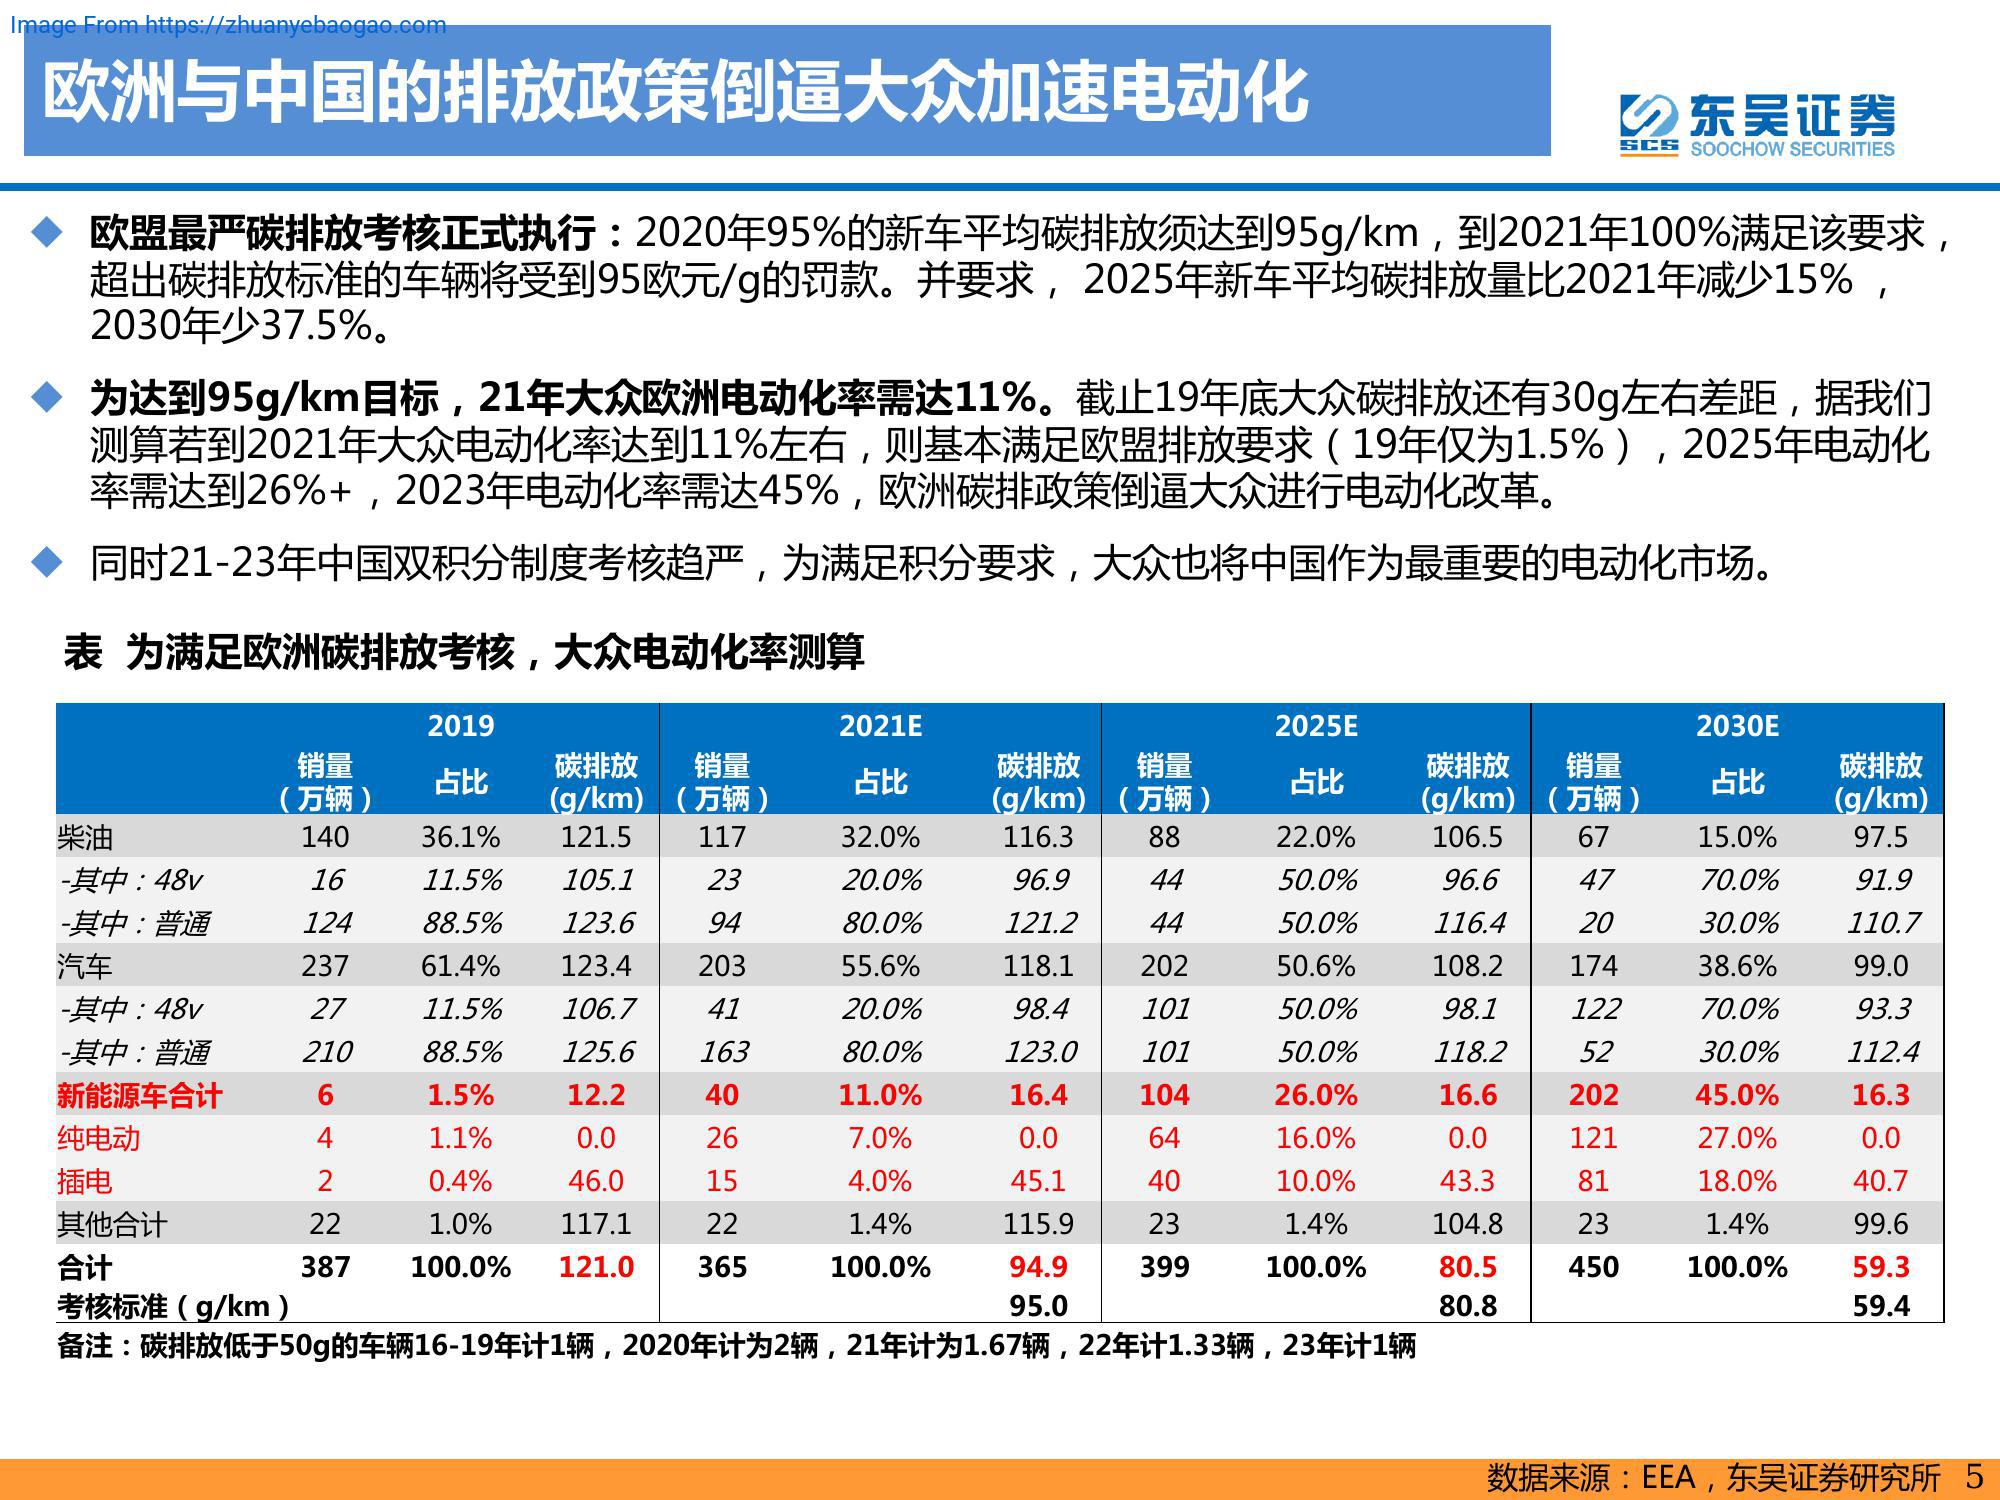 Image From https://zhuanyebaogao.com
欧洲与中国的排放政策倒逼大众加速电动化
东吴证券
SCS
SOOCHOW SECURITIES
欧盟最严碳排放考核正式执行：2020年95%的新车平均碳排放须达到95g/km，到2021年100%满足该要求，
超出碳排放标准的车辆将受到95欧元/g的罚款。并要求， 2025年新车平均碳排放量比2021年减少15% ，
2030年少37.5%。
为达到95g/km目标，21年大众欧洲电动化率需达11%。截止19年底大众碳排放还有30g左右差距，据我们
测算若到2021年大众电动化率达到11%左右，则基本满足欧盟排放要求（19年仅为1.5%），2025年电动化
率需达到26%+，2023年电动化率需达45%，欧洲碳排政策倒逼大众进行电动化改革。
同时21-23年中国双积分制度考核趋严，为满足积分要求，大众也将中国作为最重要的电动化市场。
表 为满足欧洲碳排放考核，大众电动化率测算
2019 2021E 2025E 2030E
销量（万辆） 占比 碳排放(g/km) 销量（万辆） 占比 碳排放(g/km) 销量（万辆） 占比 碳排放(g/km) 销量（万辆） 占比 碳排放(g/km)
柴油 140 36.1% 121.5 117 32.0% 116.3 88 22.0% 106.5 67 15.0% 97.5
-其中：48v 16 11.5% 105.1 23 20.0% 96.9 44 50.0% 96.6 47 70.0% 91.9
-其中：普通 124 88.5% 123.6 94 80.0% 121.2 44 50.0% 116.4 20 30.0% 110.7
汽车 237 61.4% 123.4 203 55.6% 118.1 202 50.6% 108.2 174 38.6% 99.0
-其中：48v 27 11.5% 106.7 41 20.0% 98.4 101 50.0% 98.1 122 70.0% 93.3
-其中：普通 210 88.5% 125.6 163 80.0% 123.0 101 50.0% 118.2 52 30.0% 112.4
新能源车合计 6 1.5% 12.2 40 11.0% 16.4 104 26.0% 16.6 202 45.0% 16.3
纯电动 4 1.1% 0.0 26 7.0% 0.0 64 16.0% 0.0 121 27.0% 0.0
插电 2 0.4% 46.0 15 4.0% 45.1 40 10.0% 43.3 81 18.0% 40.7
其他合计 22 1.0% 117.1 22 1.4% 115.9 23 1.4% 104.8 23 1.4% 99.6
合计 387 100.0% 121.0 365 100.0% 94.9 399 100.0% 80.5 450 100.0% 59.3
考核标准（g/km） 95.0 80.8 59.4
备注：碳排放低于50g的车辆16-19年计1辆，2020年计为2辆，21年计为1.67辆，22年计1.33辆，23年计1辆
数据来源：EEA，东吴证券研究所 5